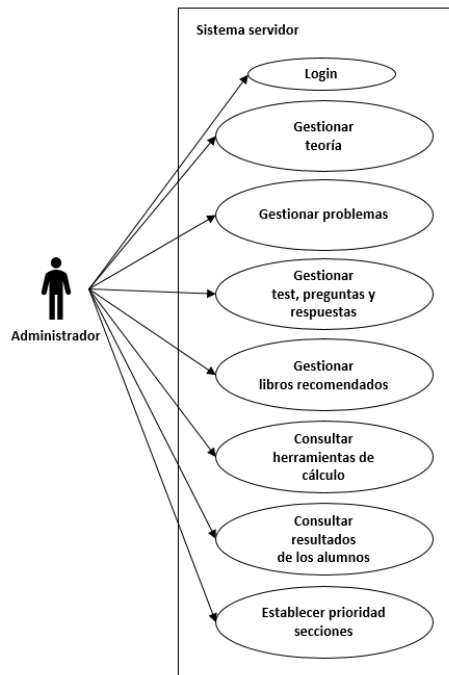 Sistema servidor
Login
Gestionar
teoría
Gestionar problemas
Gestionar
test, preguntas y
respuestas
Administrador
Gestionar
libros recomendados
Consultar
herramientas de
cálculo
Consultar
resultados
de los alumnos
Establecer prioridad
secciones